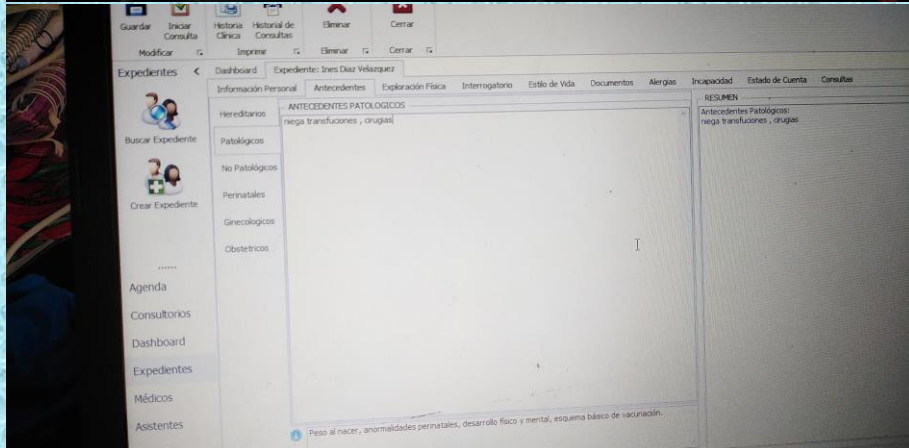 Guardar
Iniciar Consulta
Historia Clínica
Historial de Consultas
Eliminar
Cerrar
Modificar
Imprimir
Eliminar
Cerrar
Expedientes
Dashboard
Expediente: Ines Diaz Velazquez
Información Personal
Antecedentes
Exploración Física
Interrogatorio
Estilo de Vida
Documentos
Alergias
Incapacidad
Estado de Cuenta
Consultas
Buscar Expediente
Crear Expediente
......
Agenda
Consultorios
Dashboard
Expedientes
Médicos
Asistentes
Hereditarios
Patológicos
No Patológicos
Perinatales
Ginecologicos
Obstetricos
ANTECEDENTES PATOLOGICOS
niega transfuciones , cirugias
RESUMEN
Antecedentes Patológicos:
niega transfuciones , cirugias
Peso al nacer, anormalidades perinatales, desarrollo físico y mental, esquema básico de vacunación.